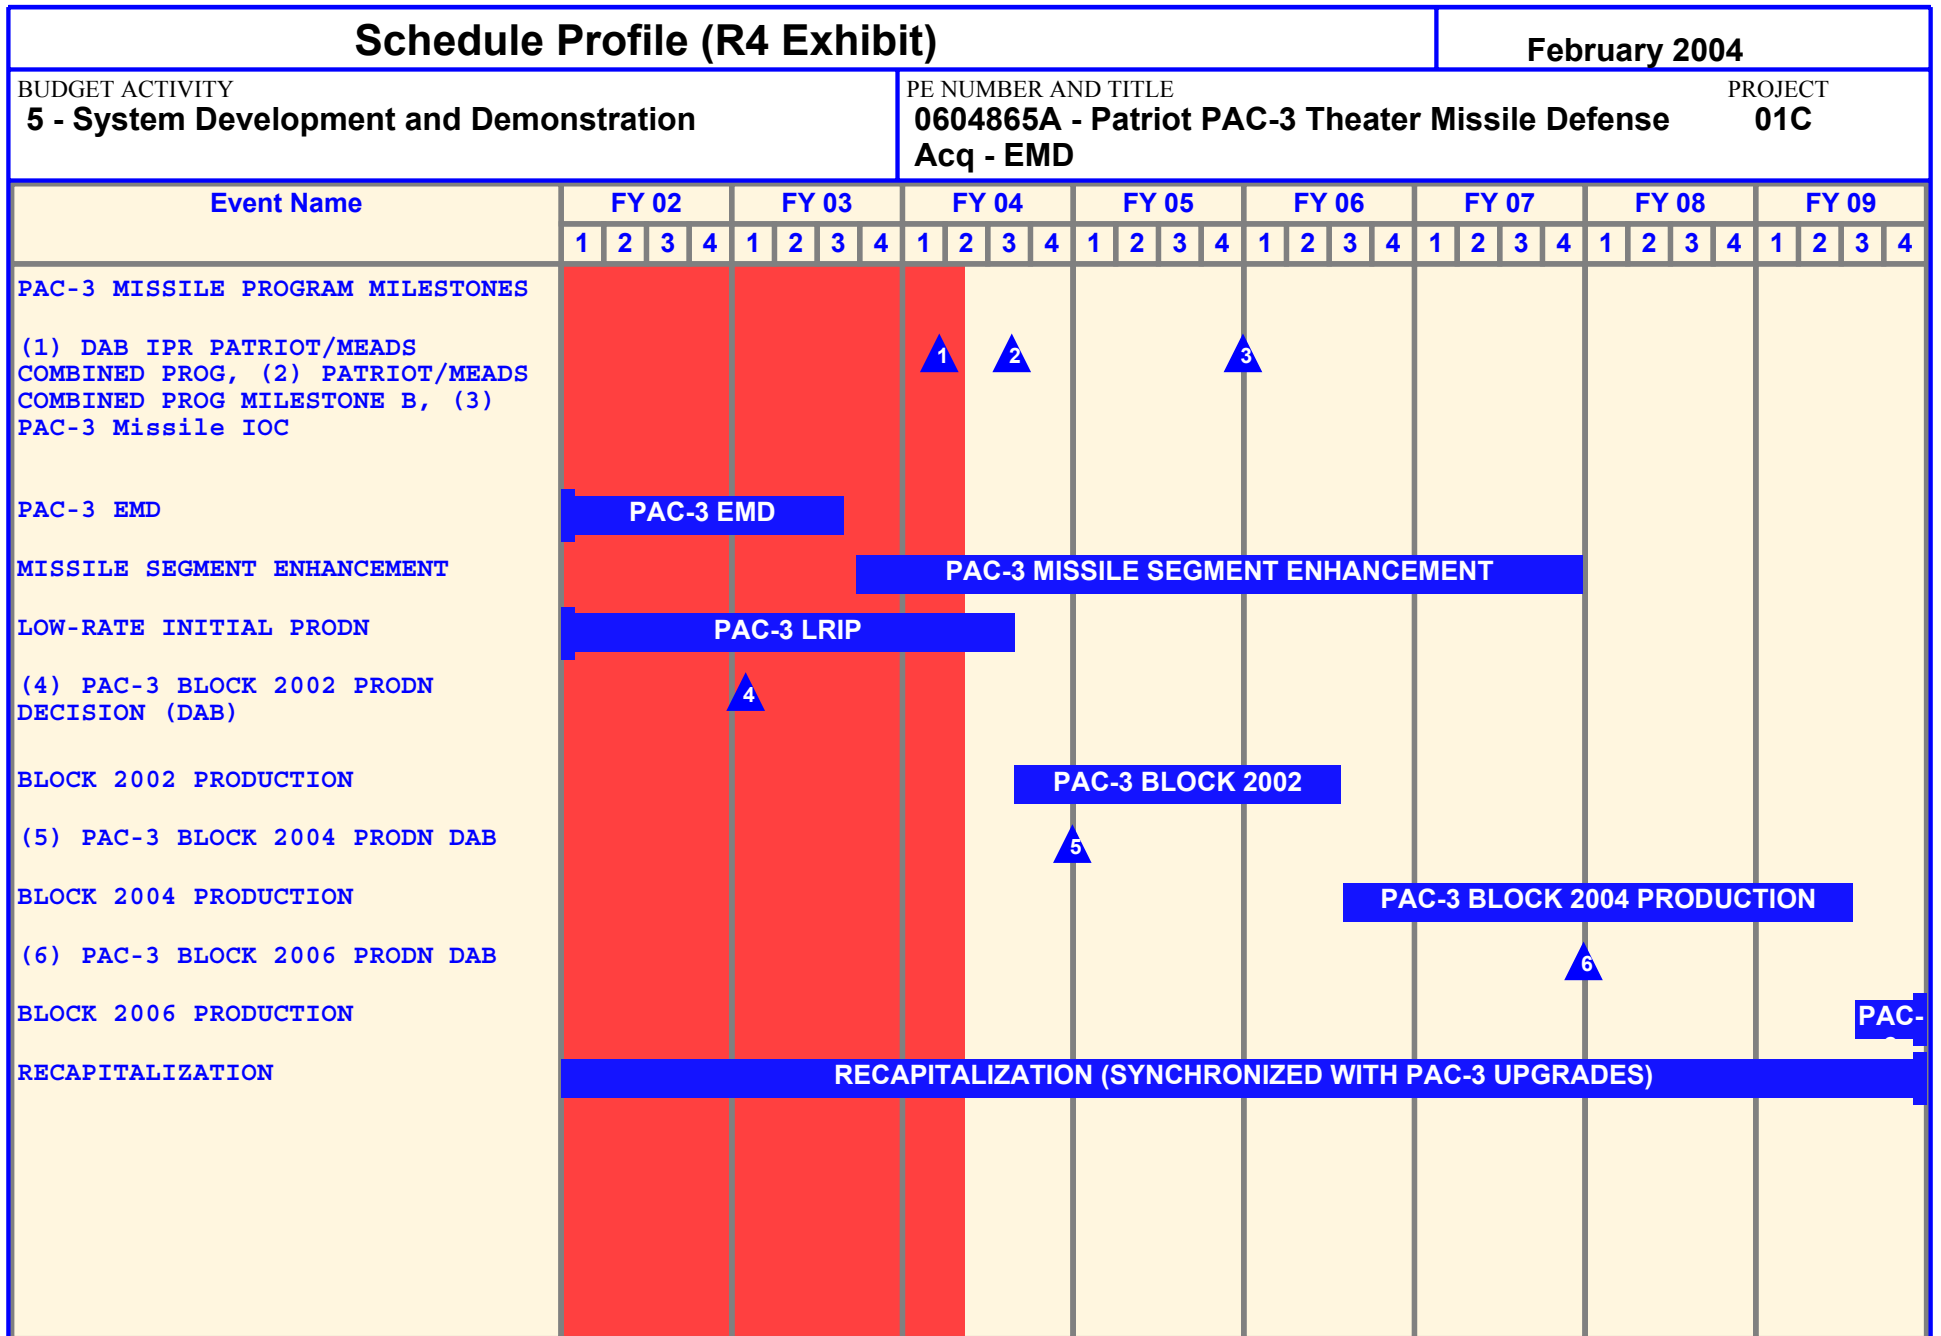 Schedule Profile (R4 Exhibit)
February 2004
BUDGET ACTIVITY
5 - System Development and Demonstration
PE NUMBER AND TITLE
PROJECT
0604865A - Patriot PAC-3 Theater Missile Defense
01C
Acq - EMD
Event Name
FY 02
FY 03
FY 04
FY 05
FY 06
FY 07
FY 08
FY 09
1 2 3 4 1 2 3 4 1 2 3 4 1 2 3 4 1 2 3 4 1 2 3 4 1 2 3 4 1 2 3 4
PAC-3 MISSILE PROGRAM MILESTONES
(1) DAB IPR PATRIOT/MEADS
COMBINED PROG, (2) PATRIOT/MEADS
COMBINED PROG MILESTONE B, (3)
PAC-3 Missile IOC
1
2
3
PAC-3 EMD
PAC-3 EMD
MISSILE SEGMENT ENHANCEMENT
PAC-3 MISSILE SEGMENT ENHANCEMENT
LOW-RATE INITIAL PRODN
PAC-3 LRIP
(4) PAC-3 BLOCK 2002 PRODN
DECISION (DAB)
4
BLOCK 2002 PRODUCTION
PAC-3 BLOCK 2002
(5) PAC-3 BLOCK 2004 PRODN DAB
5
BLOCK 2004 PRODUCTION
PAC-3 BLOCK 2004 PRODUCTION
(6) PAC-3 BLOCK 2006 PRODN DAB
6
BLOCK 2006 PRODUCTION
PAC-
RECAPITALIZATION
RECAPITALIZATION (SYNCHRONIZED WITH PAC-3 UPGRADES)